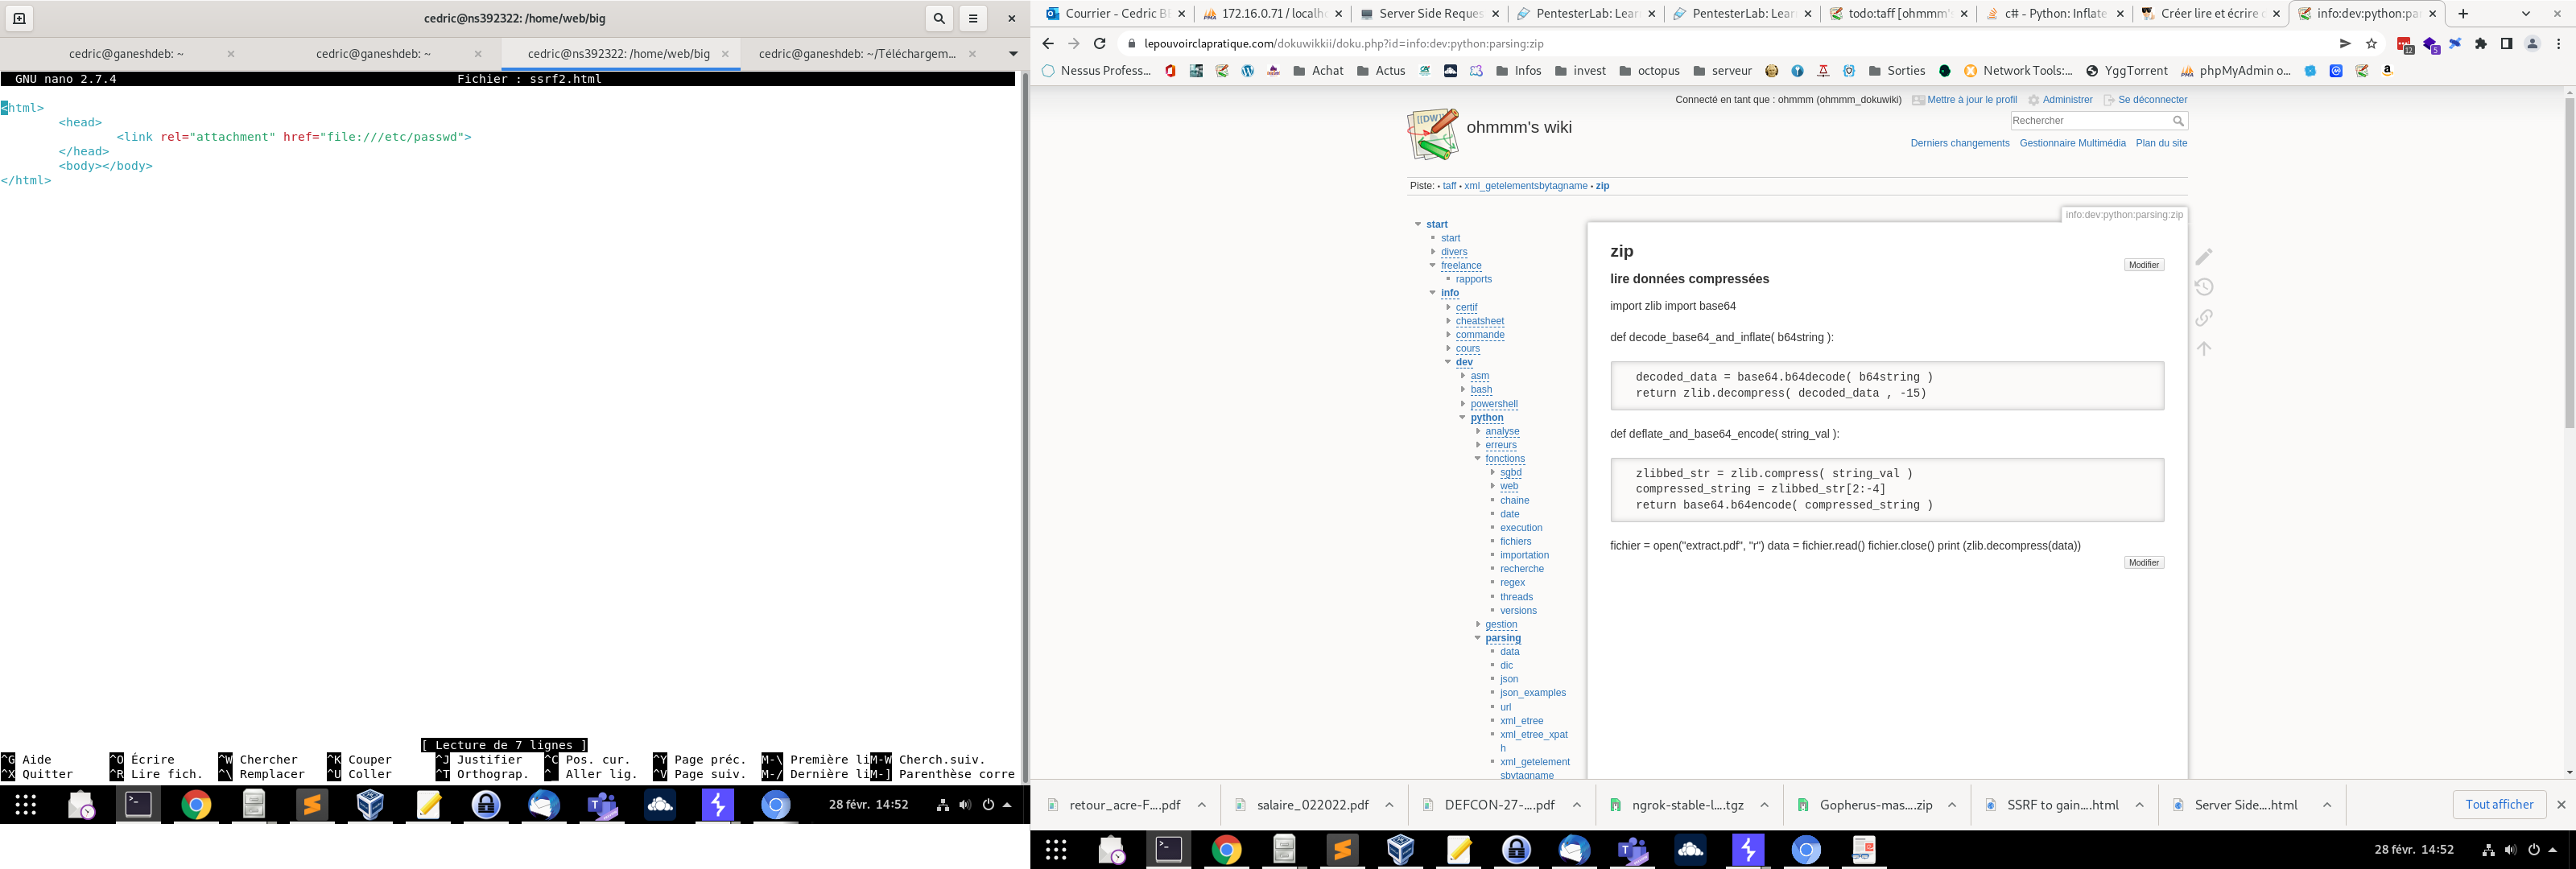 cedric@ns392322: /home/web/big
cedric@ganeshdeb: ~
cedric@ganeshdeb: ~
cedric@ns392322: /home/web/big
cedric@ganeshdeb: ~/Téléchargem...
GNU nano 2.7.4
Fichier : ssrf2.html
<html>
<head>
<link rel="attachment" href="file:///etc/passwd">
</head>
<body></body>
</html>
[ Lecture de 7 lignes ]
^G Aide ^O Écrire ^W Chercher ^K Couper ^J Justifier ^C Pos. cur. ^Y Page préc. M-\ Première liM-W Cherch.suiv.
^X Quitter ^R Lire fich. ^\ Remplacer ^U Coller ^T Orthograp. ^_ Aller lig. ^V Page suiv. M-/ Dernière liM-] Parenthèse corre
28 févr. 14:52
Courrier - Cedric B
172.16.0.71 / localh
Server Side Reques
PentesterLab: Lear
PentesterLab: Lear
todo:taff [ohmmm's
c# - Python: Inflate
Créer lire et écrire c
info:dev:python:pa
lepouvoirclapratique.com/dokuwikkii/doku.php?id=info:dev:python:parsing:zip
12
5
Nessus Profess...
Achat
Actus
Infos
invest
octopus
serveur
Sorties
Network Tools:...
YggTorrent
phpMyAdmin o...
Connecté en tant que : ohmmm (ohmmm_dokuwiki)
Mettre à jour le profil
Administrer
Se déconnecter
ohmmm's wiki
Rechercher
Derniers changements
Gestionnaire Multimédia
Plan du site
Piste: • taff • xml_getelementsbytagname • zip
info:dev:python:parsing:zip
start
start
divers
freelance
rapports
info
certif
cheatsheet
commande
cours
dev
asm
bash
powershell
python
analyse
erreurs
fonctions
sgbd
web
chaine
date
execution
fichiers
importation
recherche
regex
threads
versions
gestion
parsing
data
dic
json
json_examples
url
xml_etree
xml_etree_xpat
h
xml_getelement
sbytagname
zip
Modifier
lire données compressées
import zlib import base64
def decode_base64_and_inflate( b64string ):
decoded_data = base64.b64decode( b64string )
return zlib.decompress( decoded_data , -15)
def deflate_and_base64_encode( string_val ):
zlibbed_str = zlib.compress( string_val )
compressed_string = zlibbed_str[2:-4]
return base64.b64encode( compressed_string )
fichier = open("extract.pdf", "r") data = fichier.read() fichier.close() print (zlib.decompress(data))
Modifier
retour_acre-F....pdf
salaire_022022.pdf
DEFCON-27-....pdf
ngrok-stable-l....tgz
Gopherus-mas....zip
SSRF to gain....html
Server Side....html
Tout afficher
28 févr. 14:52